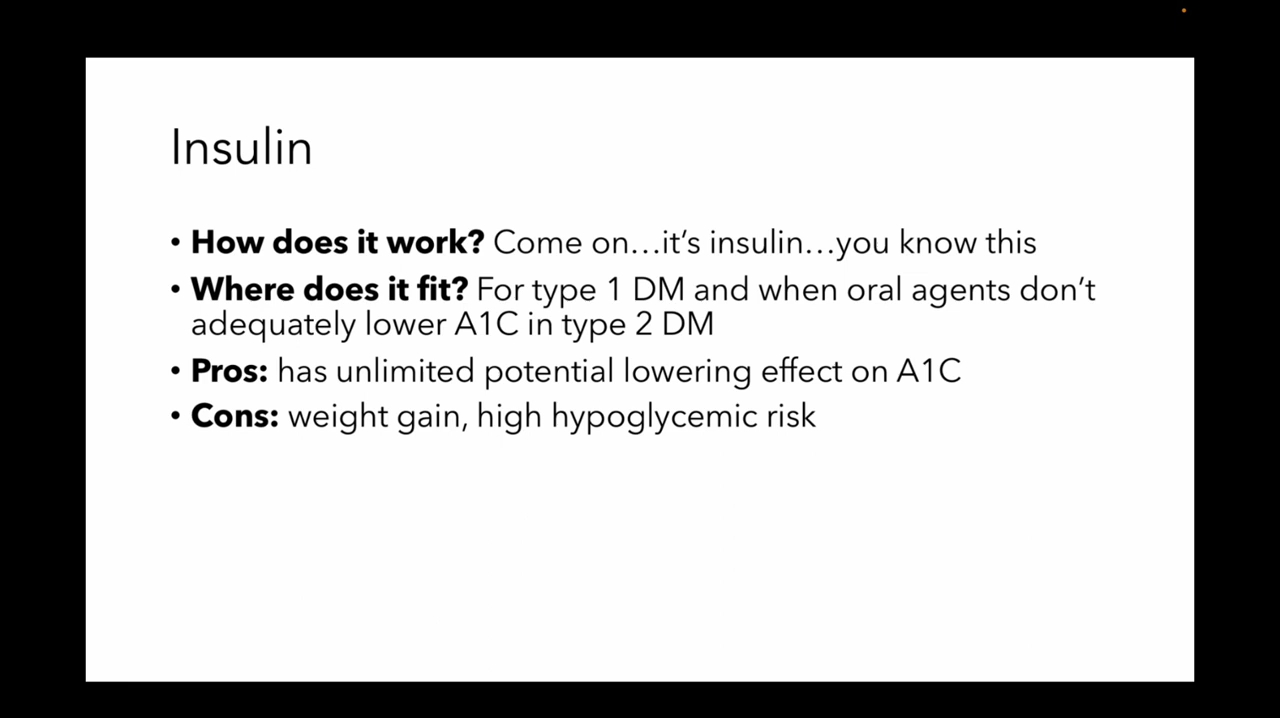 Insulin
• How does it work? Come on…it’s insulin…you know this
• Where does it fit? For type 1 DM and when oral agents don’t
adequately lower A1C in type 2 DM
• Pros: has unlimited potential lowering effect on A1C
• Cons: weight gain, high hypoglycemic risk